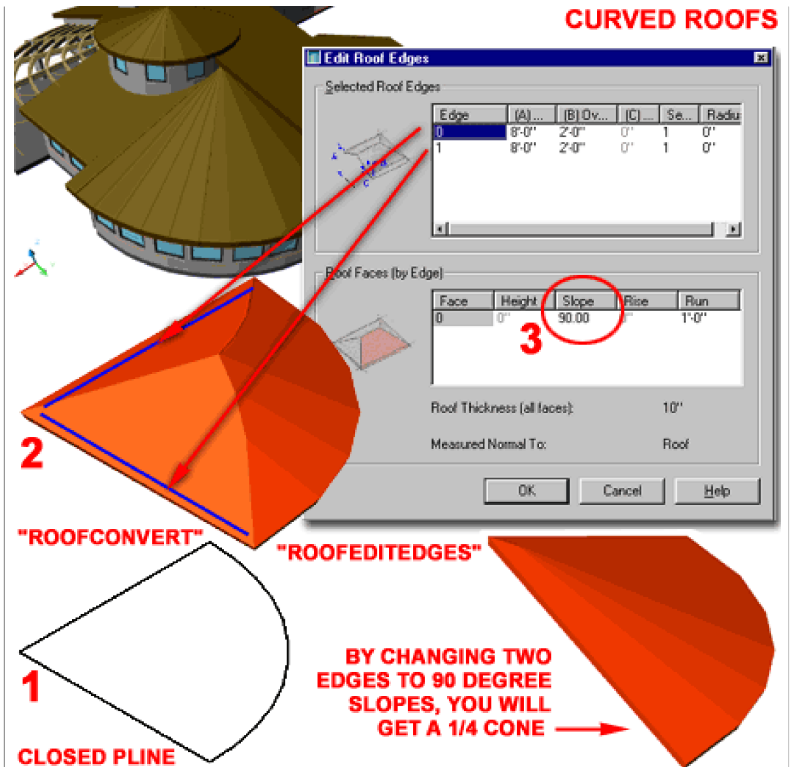 CURVED ROOFS
Edit Roof Edges
Selected Roof Edges
Edge (A)... (B) Ov... (C)... Se... Radiu
0 8'-0" 2'-0" 0" 1 0"
1 8'-0" 2'-0" 0" 1 0"
Roof Faces (by Edge)
Face Height Slope Rise Run
0 0" 90.00 0" 1'-0"
3
Roof Thickness (all faces): 10"
Measured Normal To: Roof
OK Cancel Help
2
"ROOFCONVERT"
"ROOFEDITEDGES"
1
CLOSED PLINE
BY CHANGING TWO
EDGES TO 90 DEGREE
SLOPES, YOU WILL
GET A 1/4 CONE